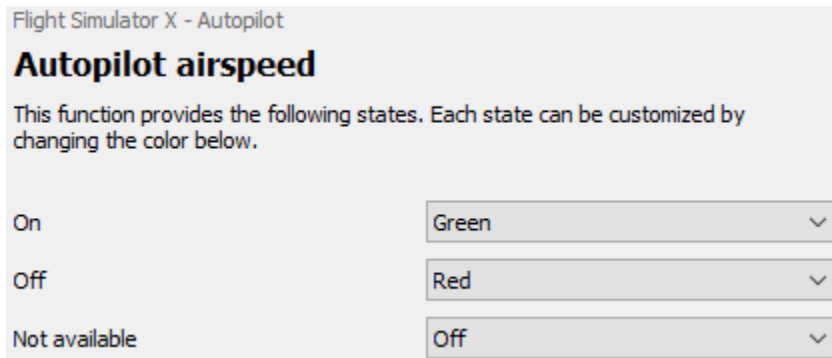 Flight Simulator X - Autopilot
Autopilot airspeed
This function provides the following states. Each state can be customized by
changing the color below.
On Green
Off Red
Not available Off